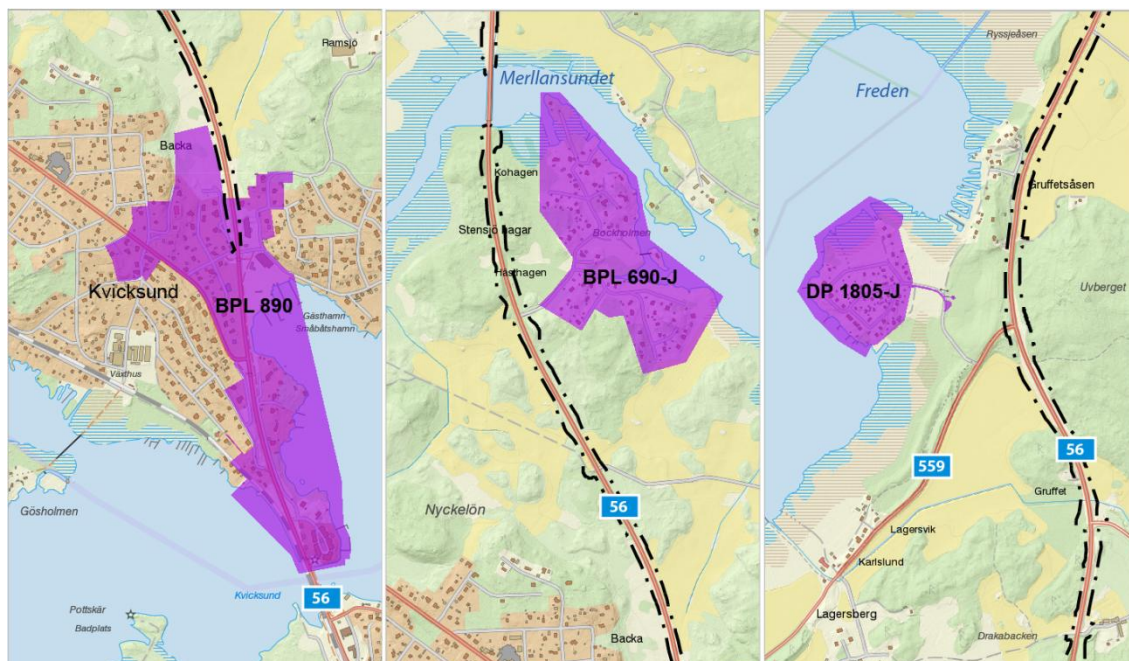 Ramsjö
Backa
Kvicksund
BPL 890
Gästhamn
Småbåtshamn
Växthus
Gösholmen
Pottskär
Badplats
Kvicksund
56
Merllansundet
Kohagen
Stensjö hagar
Bockholmen
Hästhagen
BPL 690-J
56
Nyckelön
Backa
Ryssjeåsen
Freden
Gruffetsåsen
DP 1805-J
Uvberget
559
56
Gruffet
Lagersvik
Karlslund
Lagersberg
Drakabacken